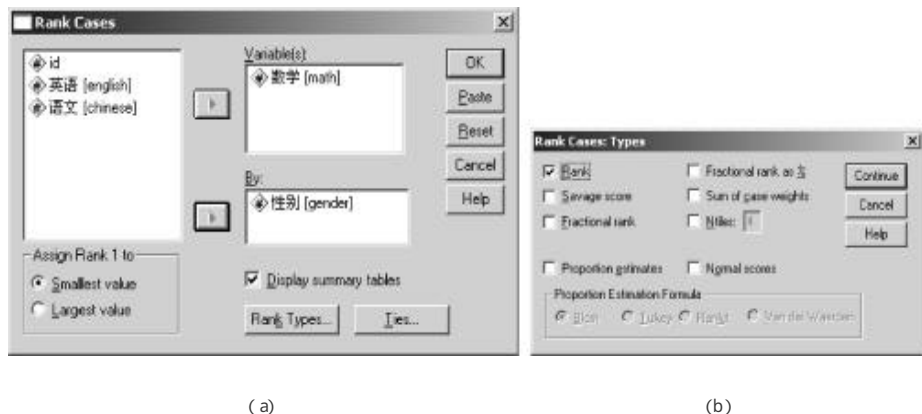 Rank Cases
id
英语 [english]
语文 [chinese]
Variable(s):
数学 [math]
By:
性别 [gender]
OK
Paste
Reset
Cancel
Help
Assign Rank 1 to
Smallest value
Largest value
Display summary tables
Rank Types...
Ties...
(a)
Rank Cases: Types
Rank
Fractional rank as %
Savage score
Sum of case weights
Fractional rank
Ntiles:
Proportion estimates
Normal scores
Continue
Cancel
Help
Proportion Estimation Formula
Blom
Tukey
Rankit
Van der Waerden
(b)